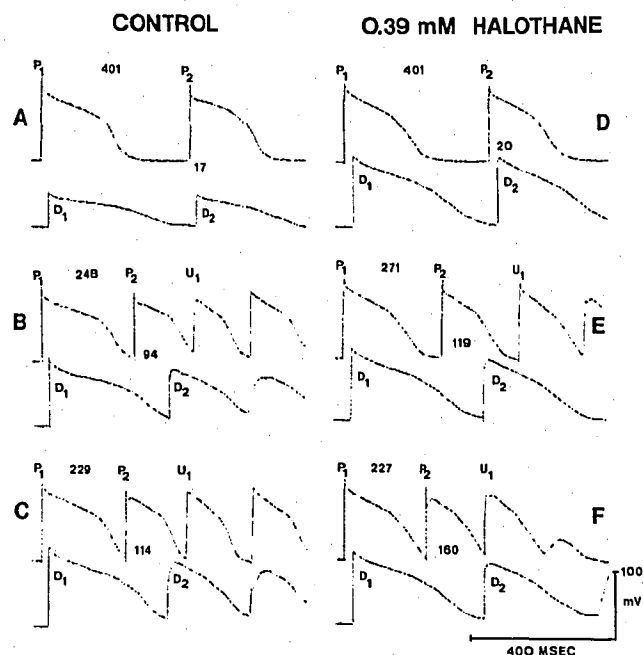 CONTROL
0.39 mM HALOTHANE
P1 401 P2
A
17
D1 D2
P1 401 P2
D
20
D1 D2
P1 248 P2 U1
B
94
D1 D2
P1 271 P2 U1
E
119
D1 D2
P1 229 P2 U1
C
114
D1 D2
P1 227 P2 U1
F
160
D1 D2
100
mV
400 MSEC